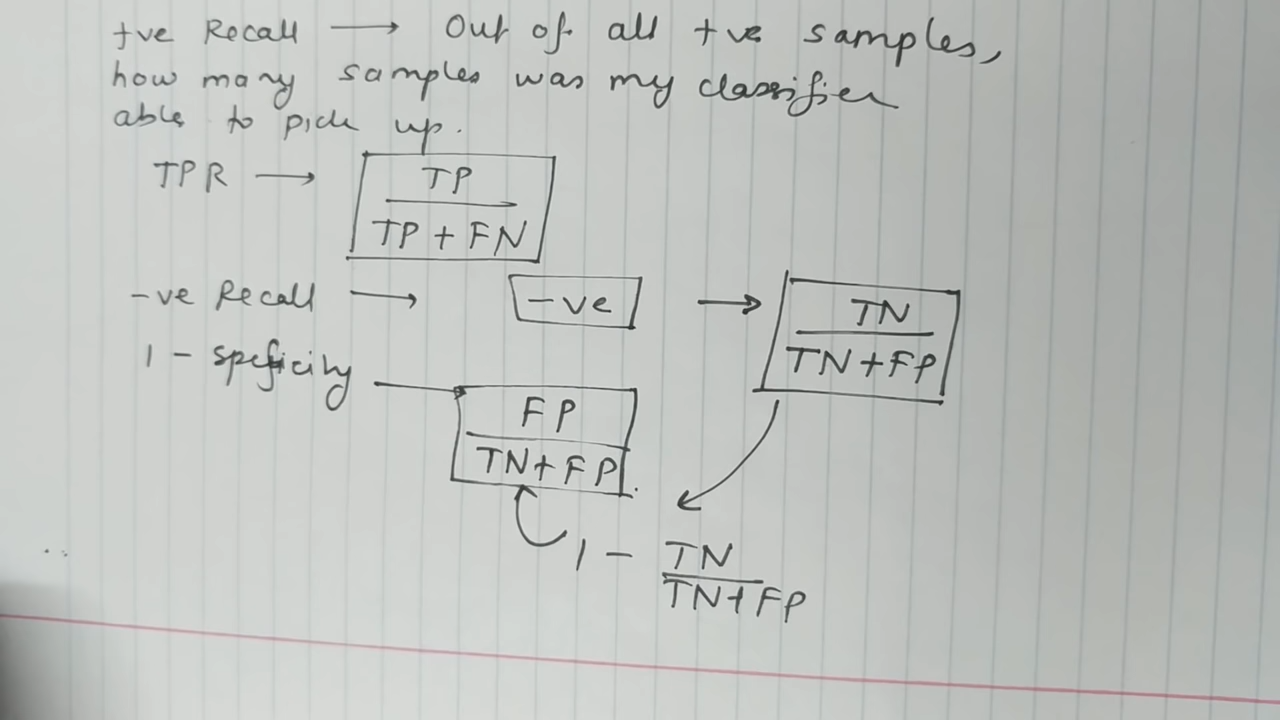 +ve Recall → Out of all +ve samples,
how many samples was my classifier
able to pick up.
TPR → TP
TP + FN
-ve Recall → -ve → TN
TN + FP
1 - speficity → FP
TN + FP
1 - TN
TN + FP